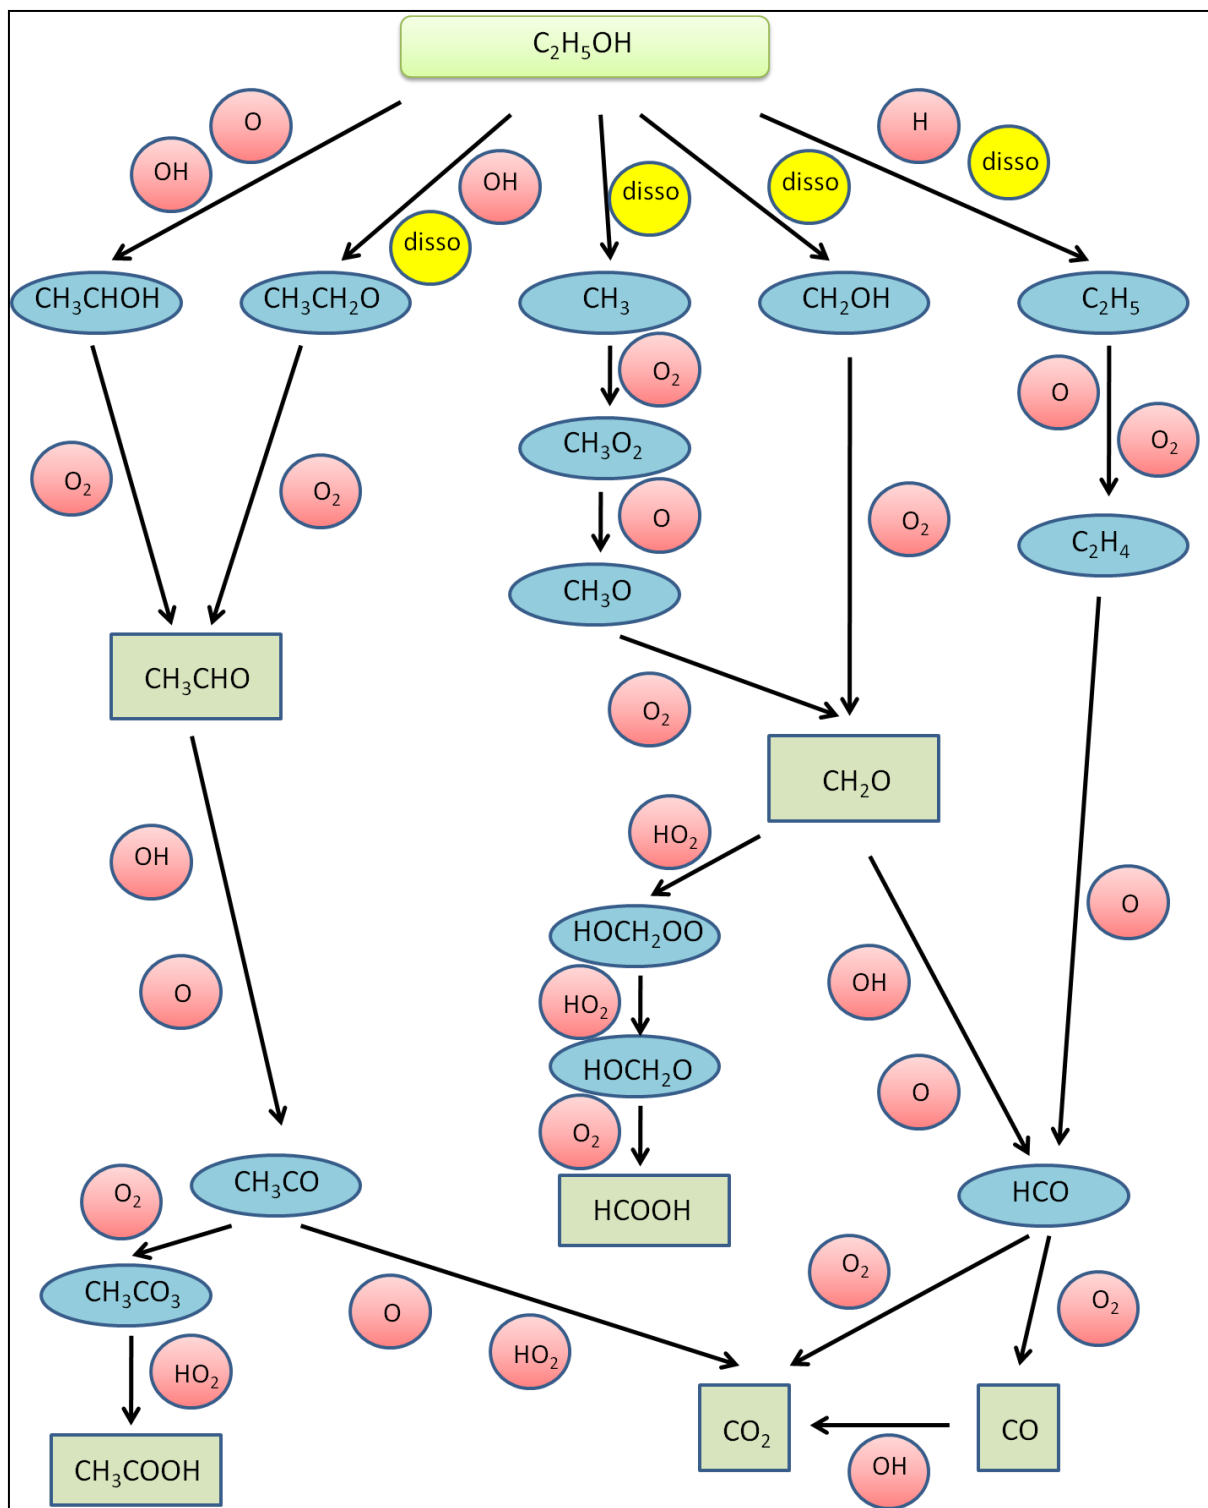 C₂H₅OH
O
H
OH
OH
disso
disso
disso
disso
CH₃CHOH
CH₃CH₂O
CH₃
CH₂OH
C₂H₅
O₂
O
O₂
CH₃O₂
O₂
O₂
O
O₂
C₂H₄
CH₃O
CH₃CHO
O₂
CH₂O
HO₂
OH
O
HOCH₂OO
O
HO₂
OH
HOCH₂O
O
O₂
CH₃CO
O₂
HCOOH
HCO
O₂
CH₃CO₃
O
O₂
HO₂
HO₂
CO₂
CO
OH
CH₃COOH